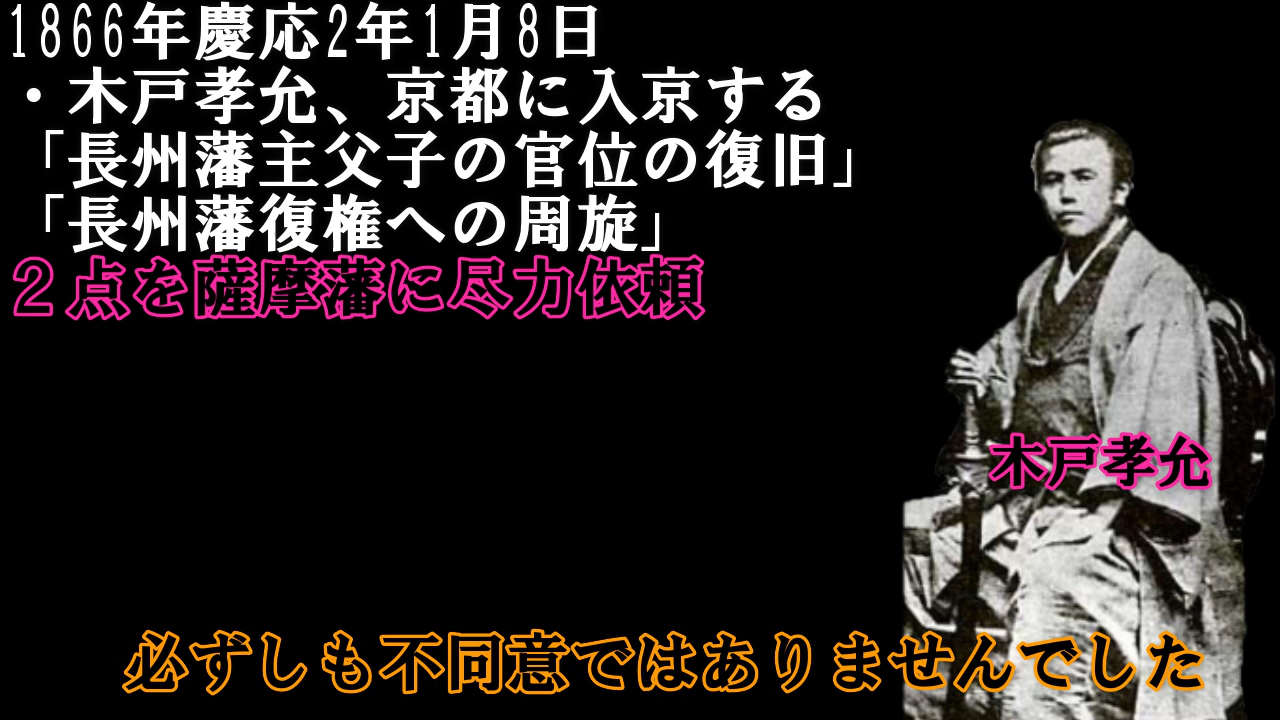 1866年慶応2年1月8日
・木戸孝允、京都に入京する
「長州藩主父子の官位の復旧」
「長州藩復権への周旋」
２点を薩摩藩に尽力依頼
木戸孝允
必ずしも不同意ではありませんでした